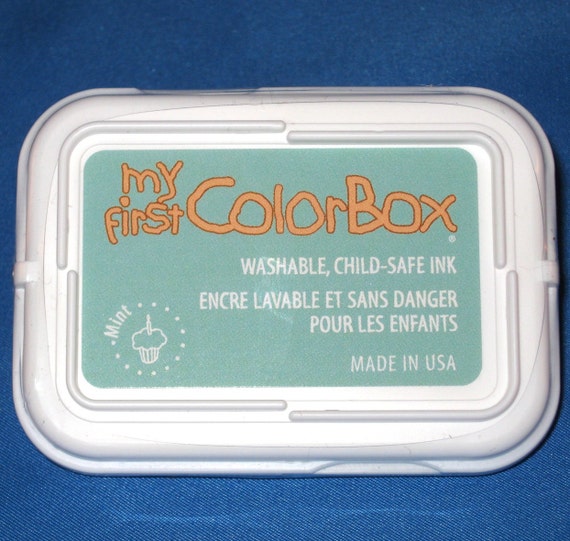 my
first ColorBox®
WASHABLE, CHILD-SAFE INK
ENCRE LAVABLE ET SANS DANGER
POUR LES ENFANTS
Mint
MADE IN USA